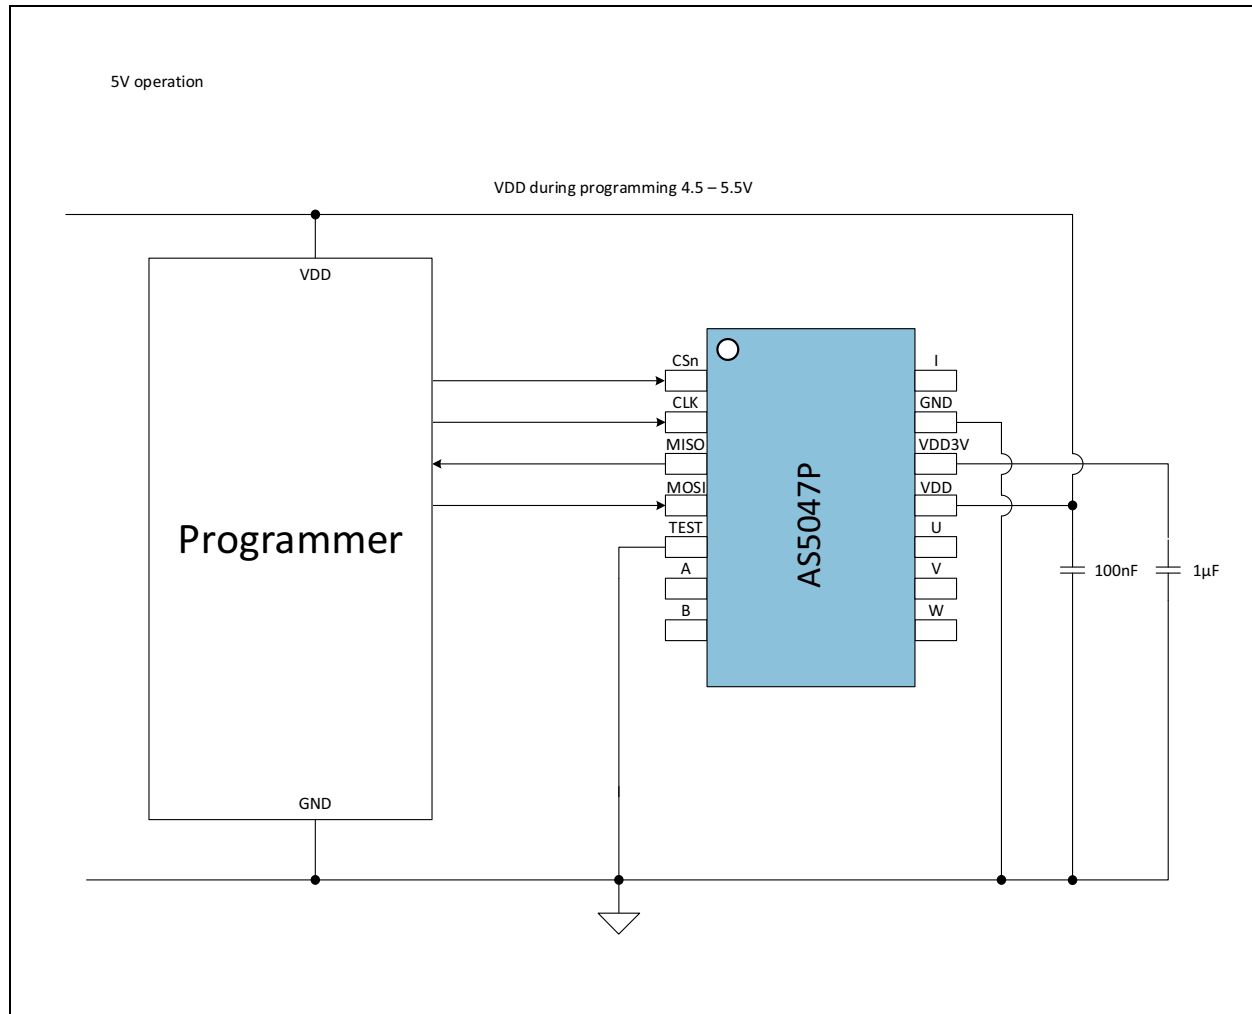 5V operation
VDD during programming 4.5 – 5.5V
VDD
Programmer
GND
CSn
CLK
MISO
MOSI
TEST
A
B
AS5047P
I
GND
VDD3V
VDD
U
V
W
100nF
1µF